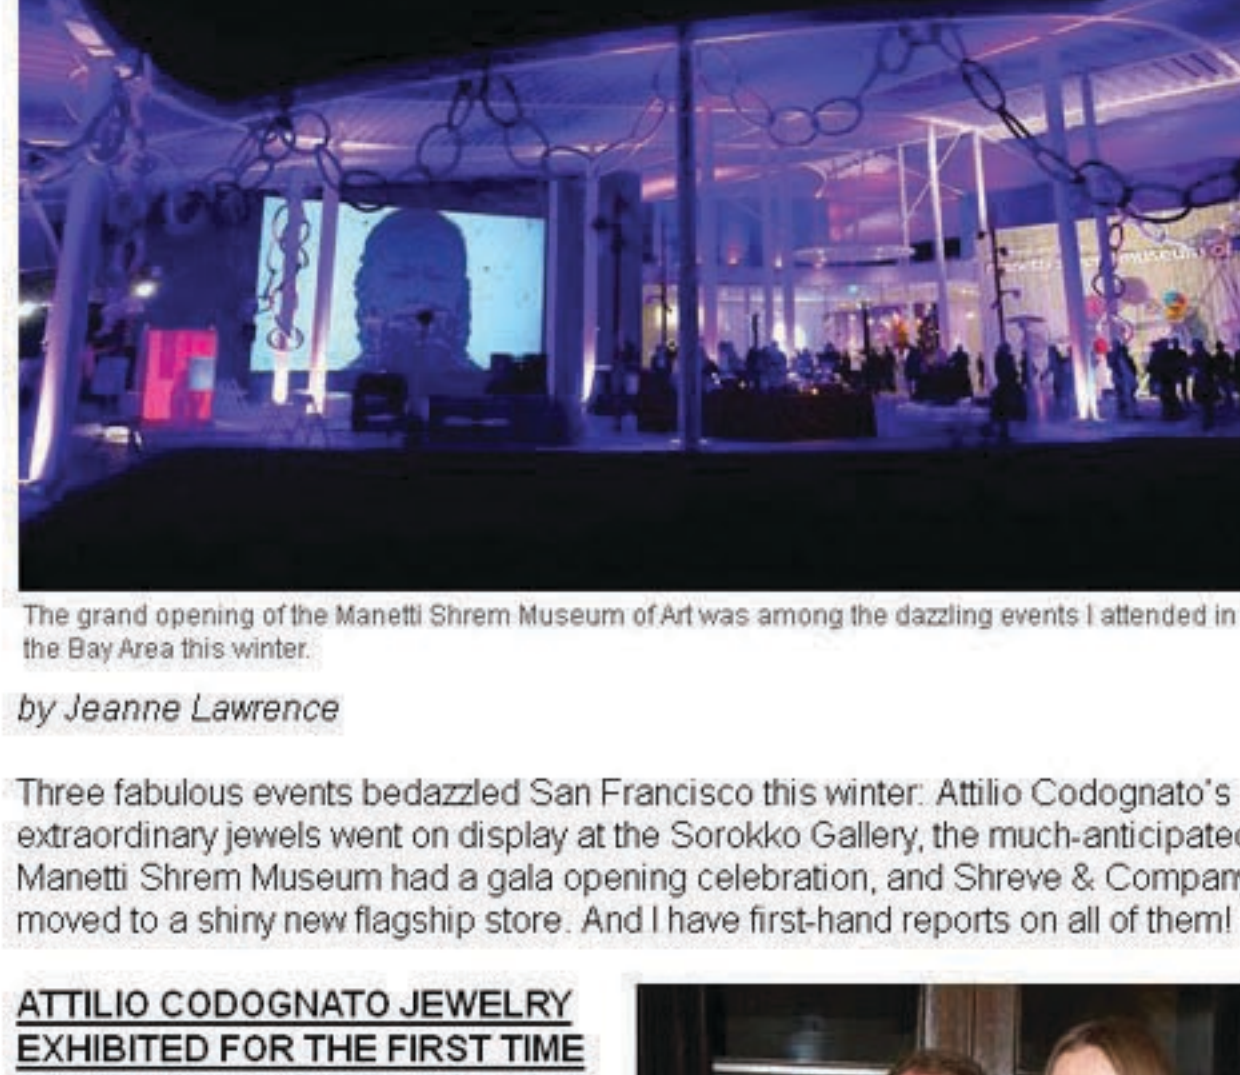 manetti shrem museum of
The grand opening of the Manetti Shrem Museum of Art was among the dazzling events I attended in
the Bay Area this winter.
by Jeanne Lawrence
Three fabulous events bedazzled San Francisco this winter: Attilio Codognato's
extraordinary jewels went on display at the Sorokko Gallery, the much-anticipated
Manetti Shrem Museum had a gala opening celebration, and Shreve & Company
moved to a shiny new flagship store. And I have first-hand reports on all of them!
ATTILIO CODOGNATO JEWELRY
EXHIBITED FOR THE FIRST TIME